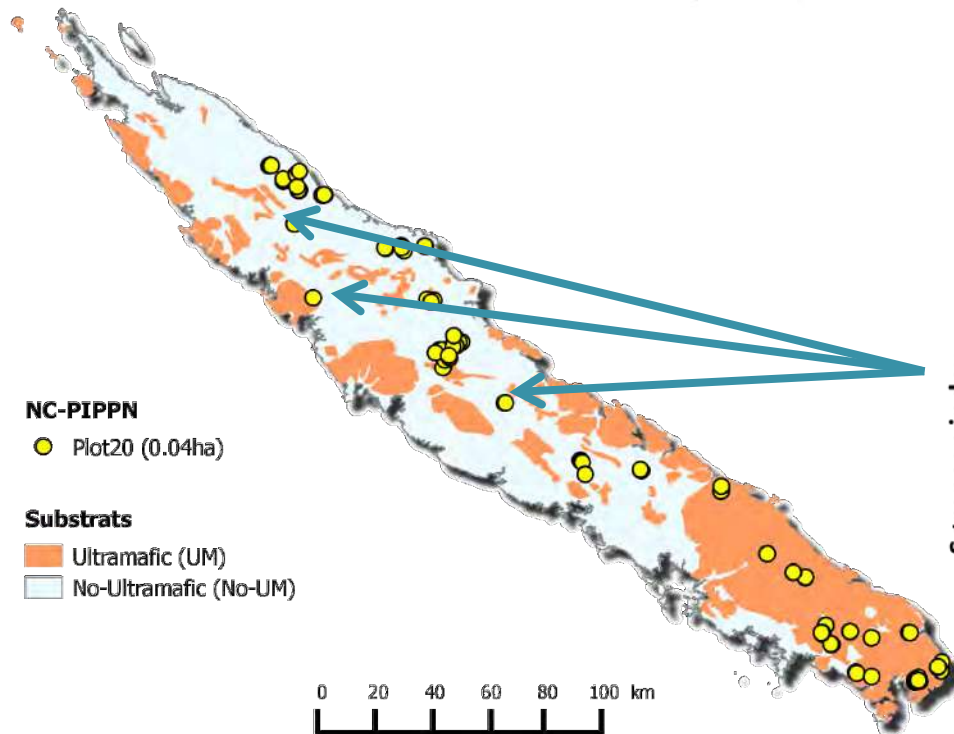 NC-PIPPN
Plot20 (0.04ha)
Substrats
Ultramafic (UM)
No-Ultramafic (No-UM)
0 20 40 60 80 100 km